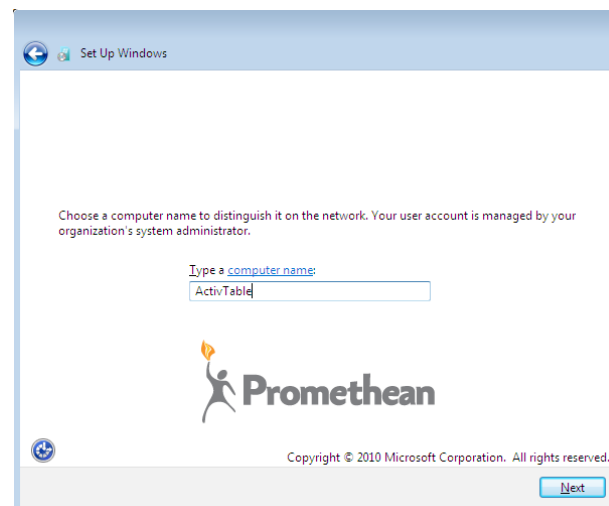 Set Up Windows
Choose a computer name to distinguish it on the network. Your user account is managed by your
organization's system administrator.
Type a computer name:
ActivTable
Promethean
Copyright © 2010 Microsoft Corporation. All rights reserved.
Next